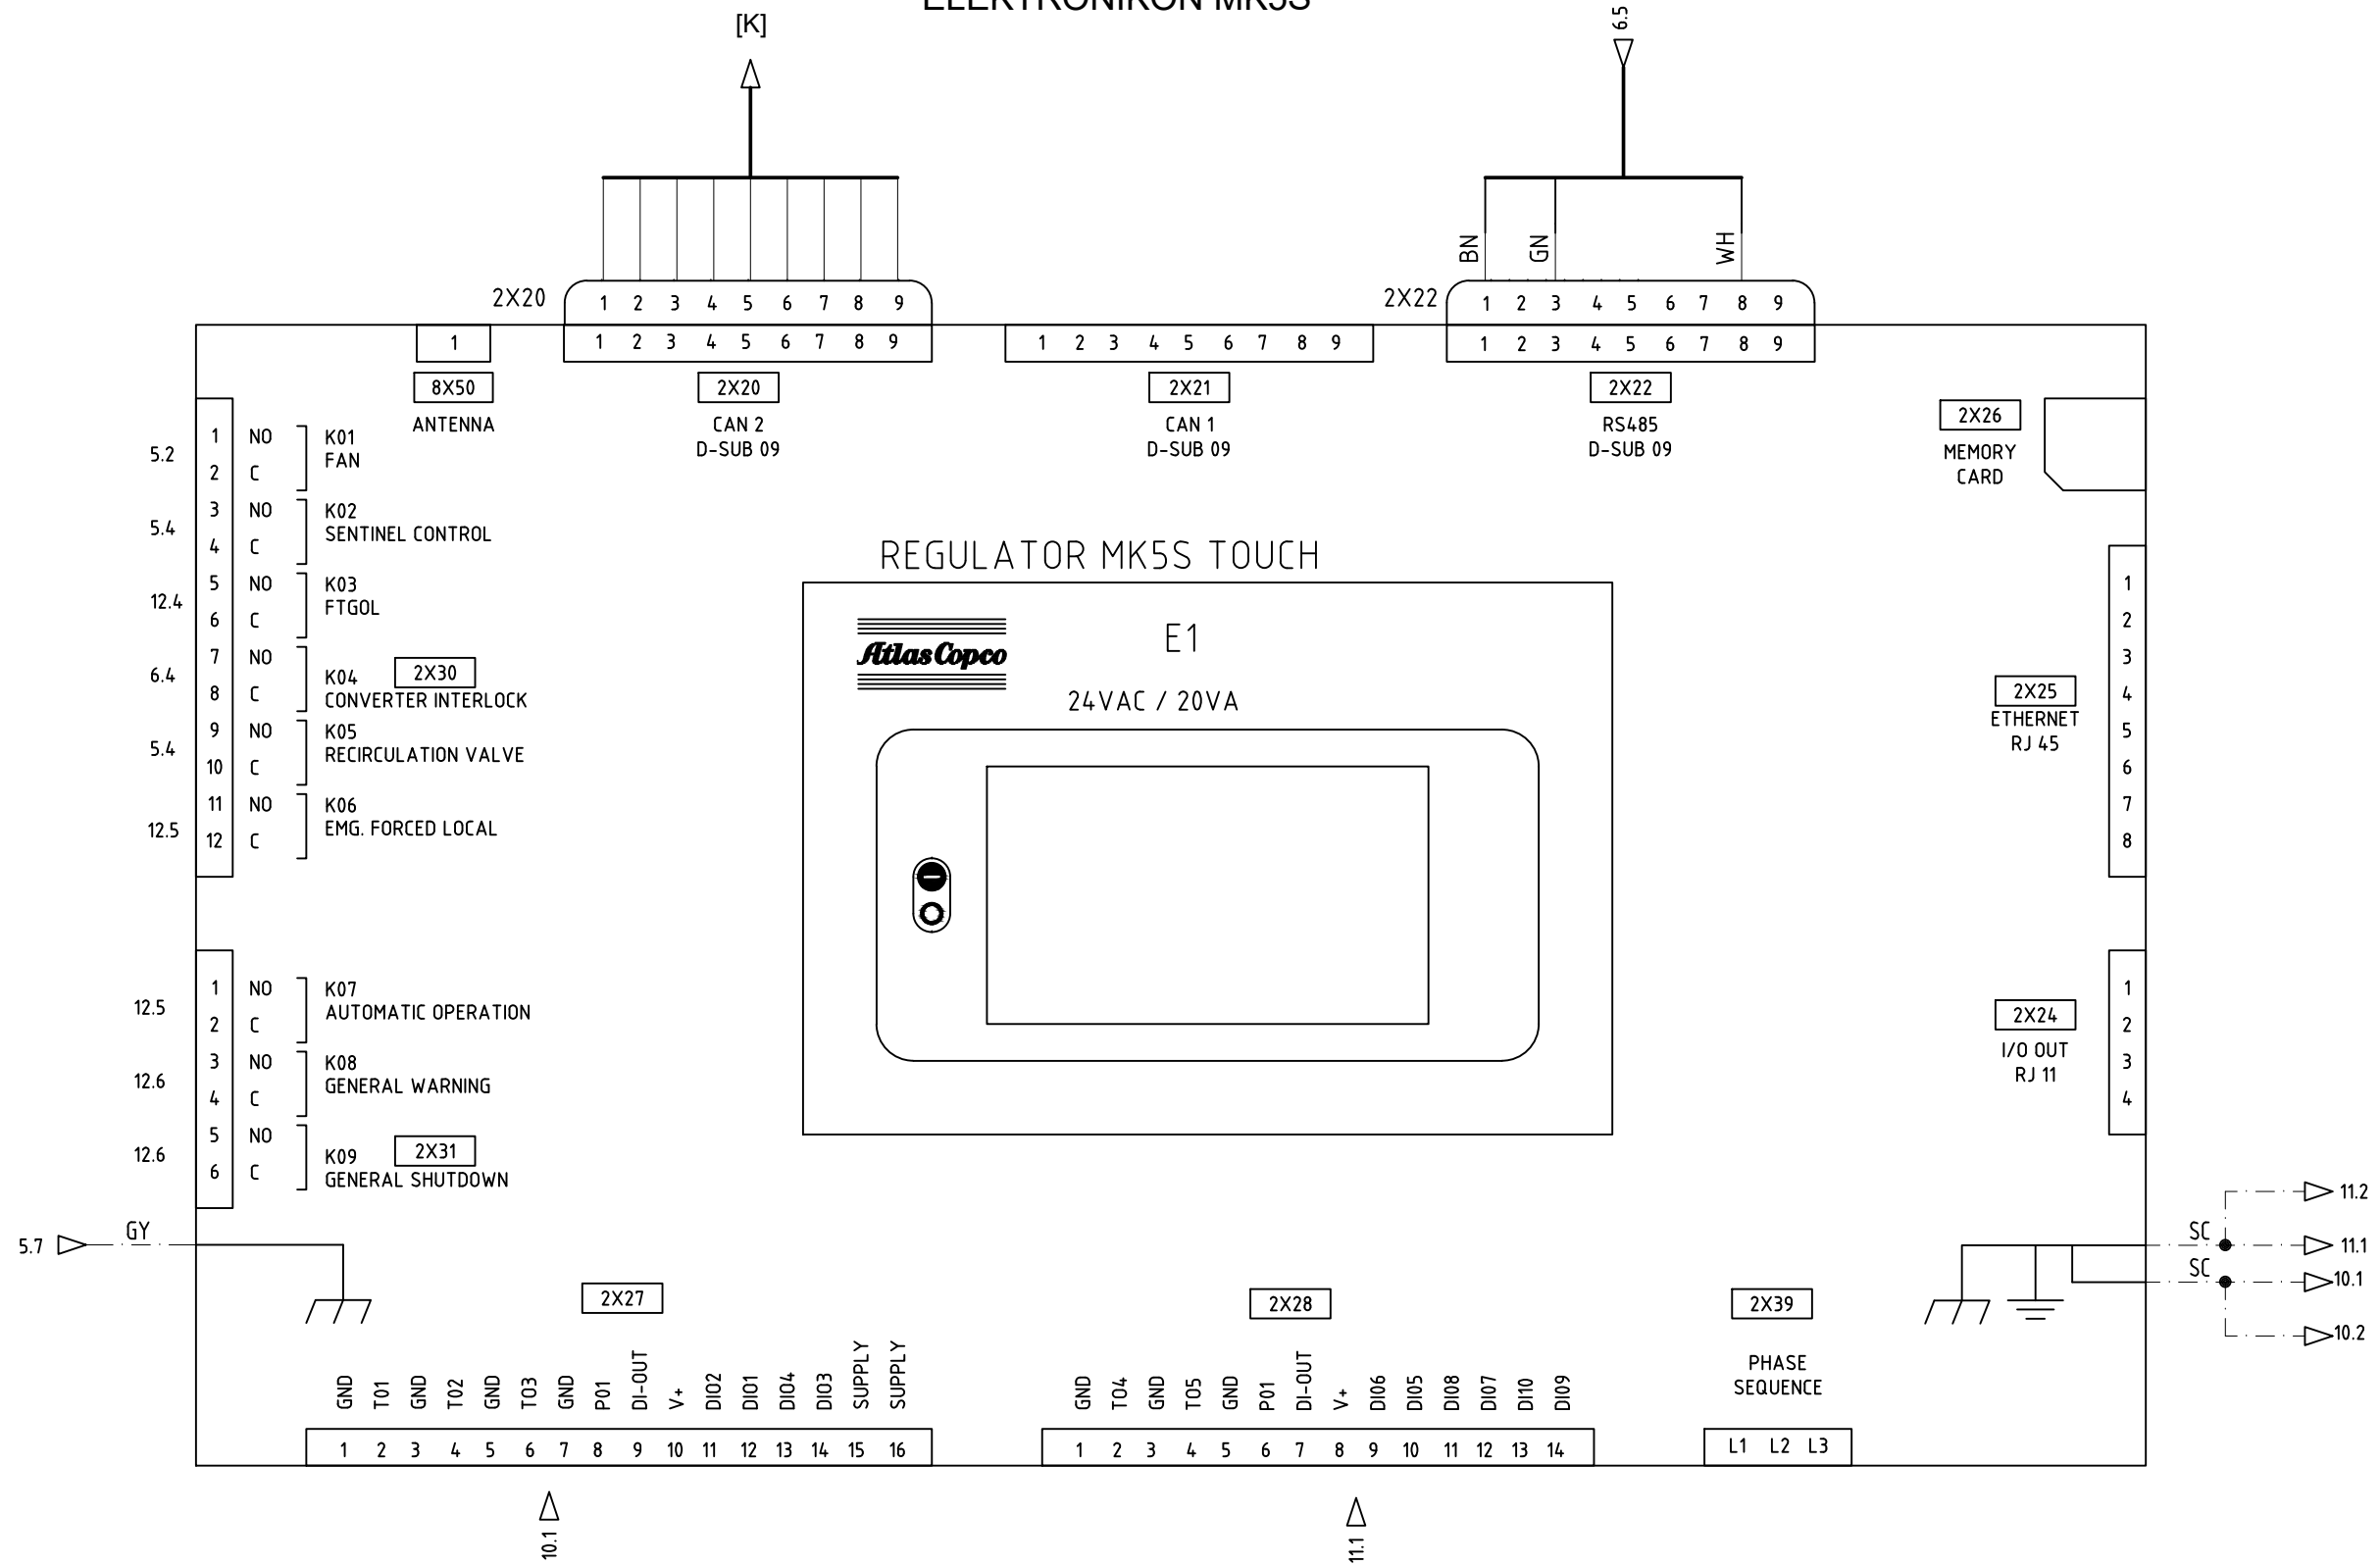 ELEKTRONIKON MK5S
[K]
6.5
BN
GN
WH
2X20
1 2 3 4 5 6 7 8 9
2X22
1 2 3 4 5 6 7 8 9
1
1 2 3 4 5 6 7 8 9
1 2 3 4 5 6 7 8 9
1 2 3 4 5 6 7 8 9
8X50
ANTENNA
2X20
CAN 2
D-SUB 09
2X21
CAN 1
D-SUB 09
2X22
RS485
D-SUB 09
2X26
MEMORY
CARD
5.2
1 NO
2 C
K01
FAN
5.4
3 NO
4 C
K02
SENTINEL CONTROL
12.4
5 NO
6 C
K03
FTGOL
6.4
7 NO
8 C
K04
2X30
CONVERTER INTERLOCK
5.4
9 NO
10 C
K05
RECIRCULATION VALVE
12.5
11 NO
12 C
K06
EMG. FORCED LOCAL
REGULATOR MK5S TOUCH
Atlas Copco
E1
24VAC / 20VA
2X25
ETHERNET
RJ 45
1
2
3
4
5
6
7
8
12.5
1 NO
2 C
K07
AUTOMATIC OPERATION
12.6
3 NO
4 C
K08
GENERAL WARNING
12.6
5 NO
6 C
K09
2X31
GENERAL SHUTDOWN
2X24
I/O OUT
RJ 11
1
2
3
4
5.7
GY
SC
SC
11.2
11.1
10.1
10.2
2X27
GND TO1 GND TO2 GND TO3 GND P01 DI-OUT V+ DI02 DI01 DI04 DI03 SUPPLY SUPPLY
1 2 3 4 5 6 7 8 9 10 11 12 13 14 15 16
10.1
2X28
GND TO4 GND TO5 GND P01 DI-OUT V+ DI06 DI05 DI08 DI07 DI10 DI09
1 2 3 4 5 6 7 8 9 10 11 12 13 14
11.1
2X39
PHASE
SEQUENCE
L1 L2 L3